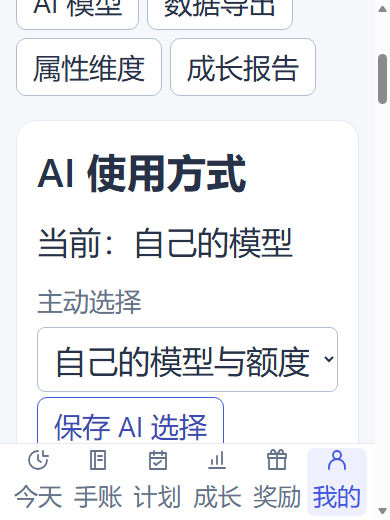 AI 模型 数据导出
属性维度 成长报告
AI 使用方式
当前：自己的模型
主动选择
自己的模型与额度
保存 AI 选择
今天 手账 计划 成长 奖励 我的